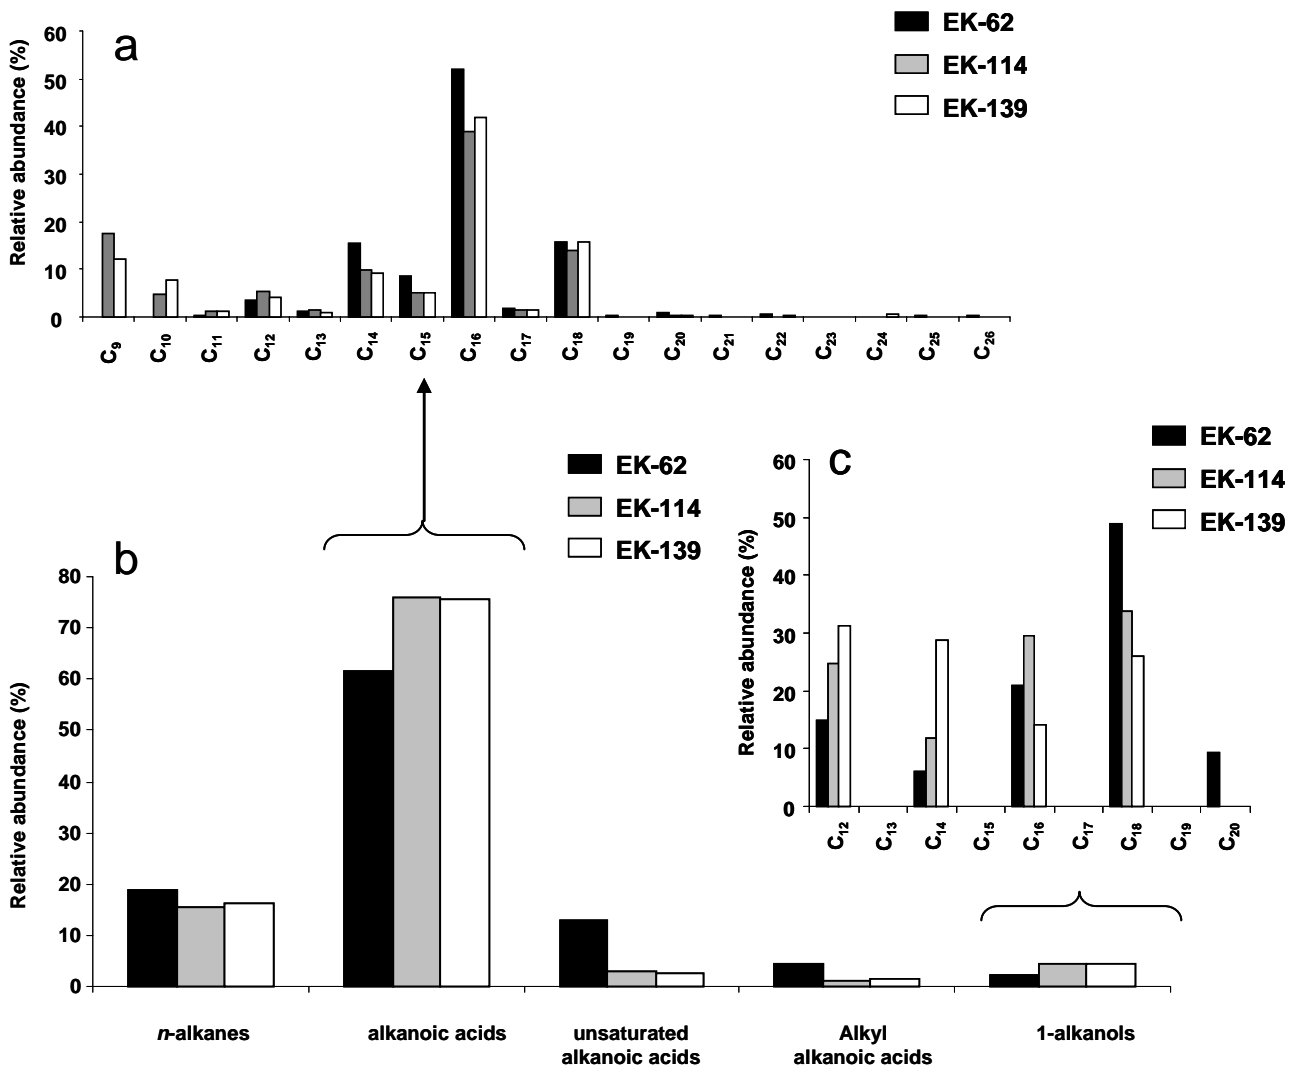 a
EK-62
EK-114
EK-139
Relative abundance (%)
60
50
40
30
20
10
0
C9 C10 C11 C12 C13 C14 C15 C16 C17 C18 C19 C20 C21 C22 C23 C24 C25 C26
b
EK-62
EK-114
EK-139
Relative abundance (%)
80
70
60
50
40
30
20
10
0
n-alkanes
alkanoic acids
unsaturated
alkanoic acids
Alkyl
alkanoic acids
1-alkanols
c
EK-62
EK-114
EK-139
Relative abundance (%)
60
50
40
30
20
10
0
C12 C13 C14 C15 C16 C17 C18 C19 C20